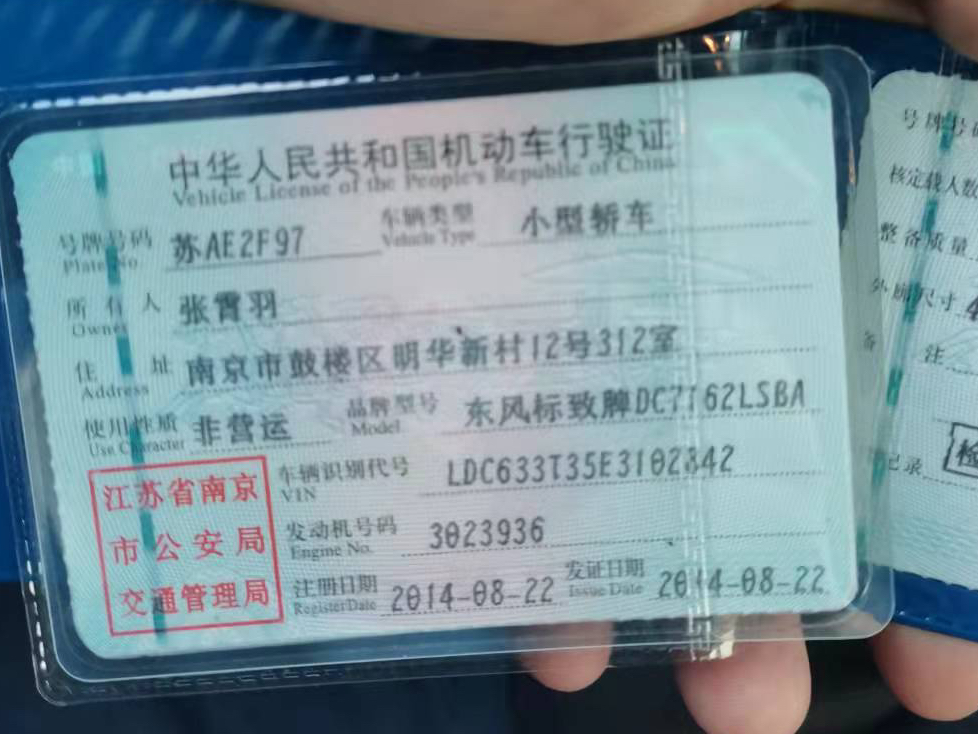 中华人民共和国机动车行驶证
Vehicle License of the People's Republic of China
号牌号码 苏AE2F97 车辆类型 小型轿车
Plate No Vehicle Type
所有人 张霄羽
Owner
住址 南京市鼓楼区明华新村12号312室
Address
使用性质 非营运 品牌型号 东风标致牌DC7162LSBA
Use Character Model
车辆识别代号 LDC633T35E3102842
VIN
发动机号码 3023936
Engine No.
注册日期 2014-08-22 发证日期 2014-08-22
Register Date Issue Date
江苏省南京
市公安局
交通管理局
号牌号码
核定载人数
整备质量
外廓尺寸
备
注
记录
检